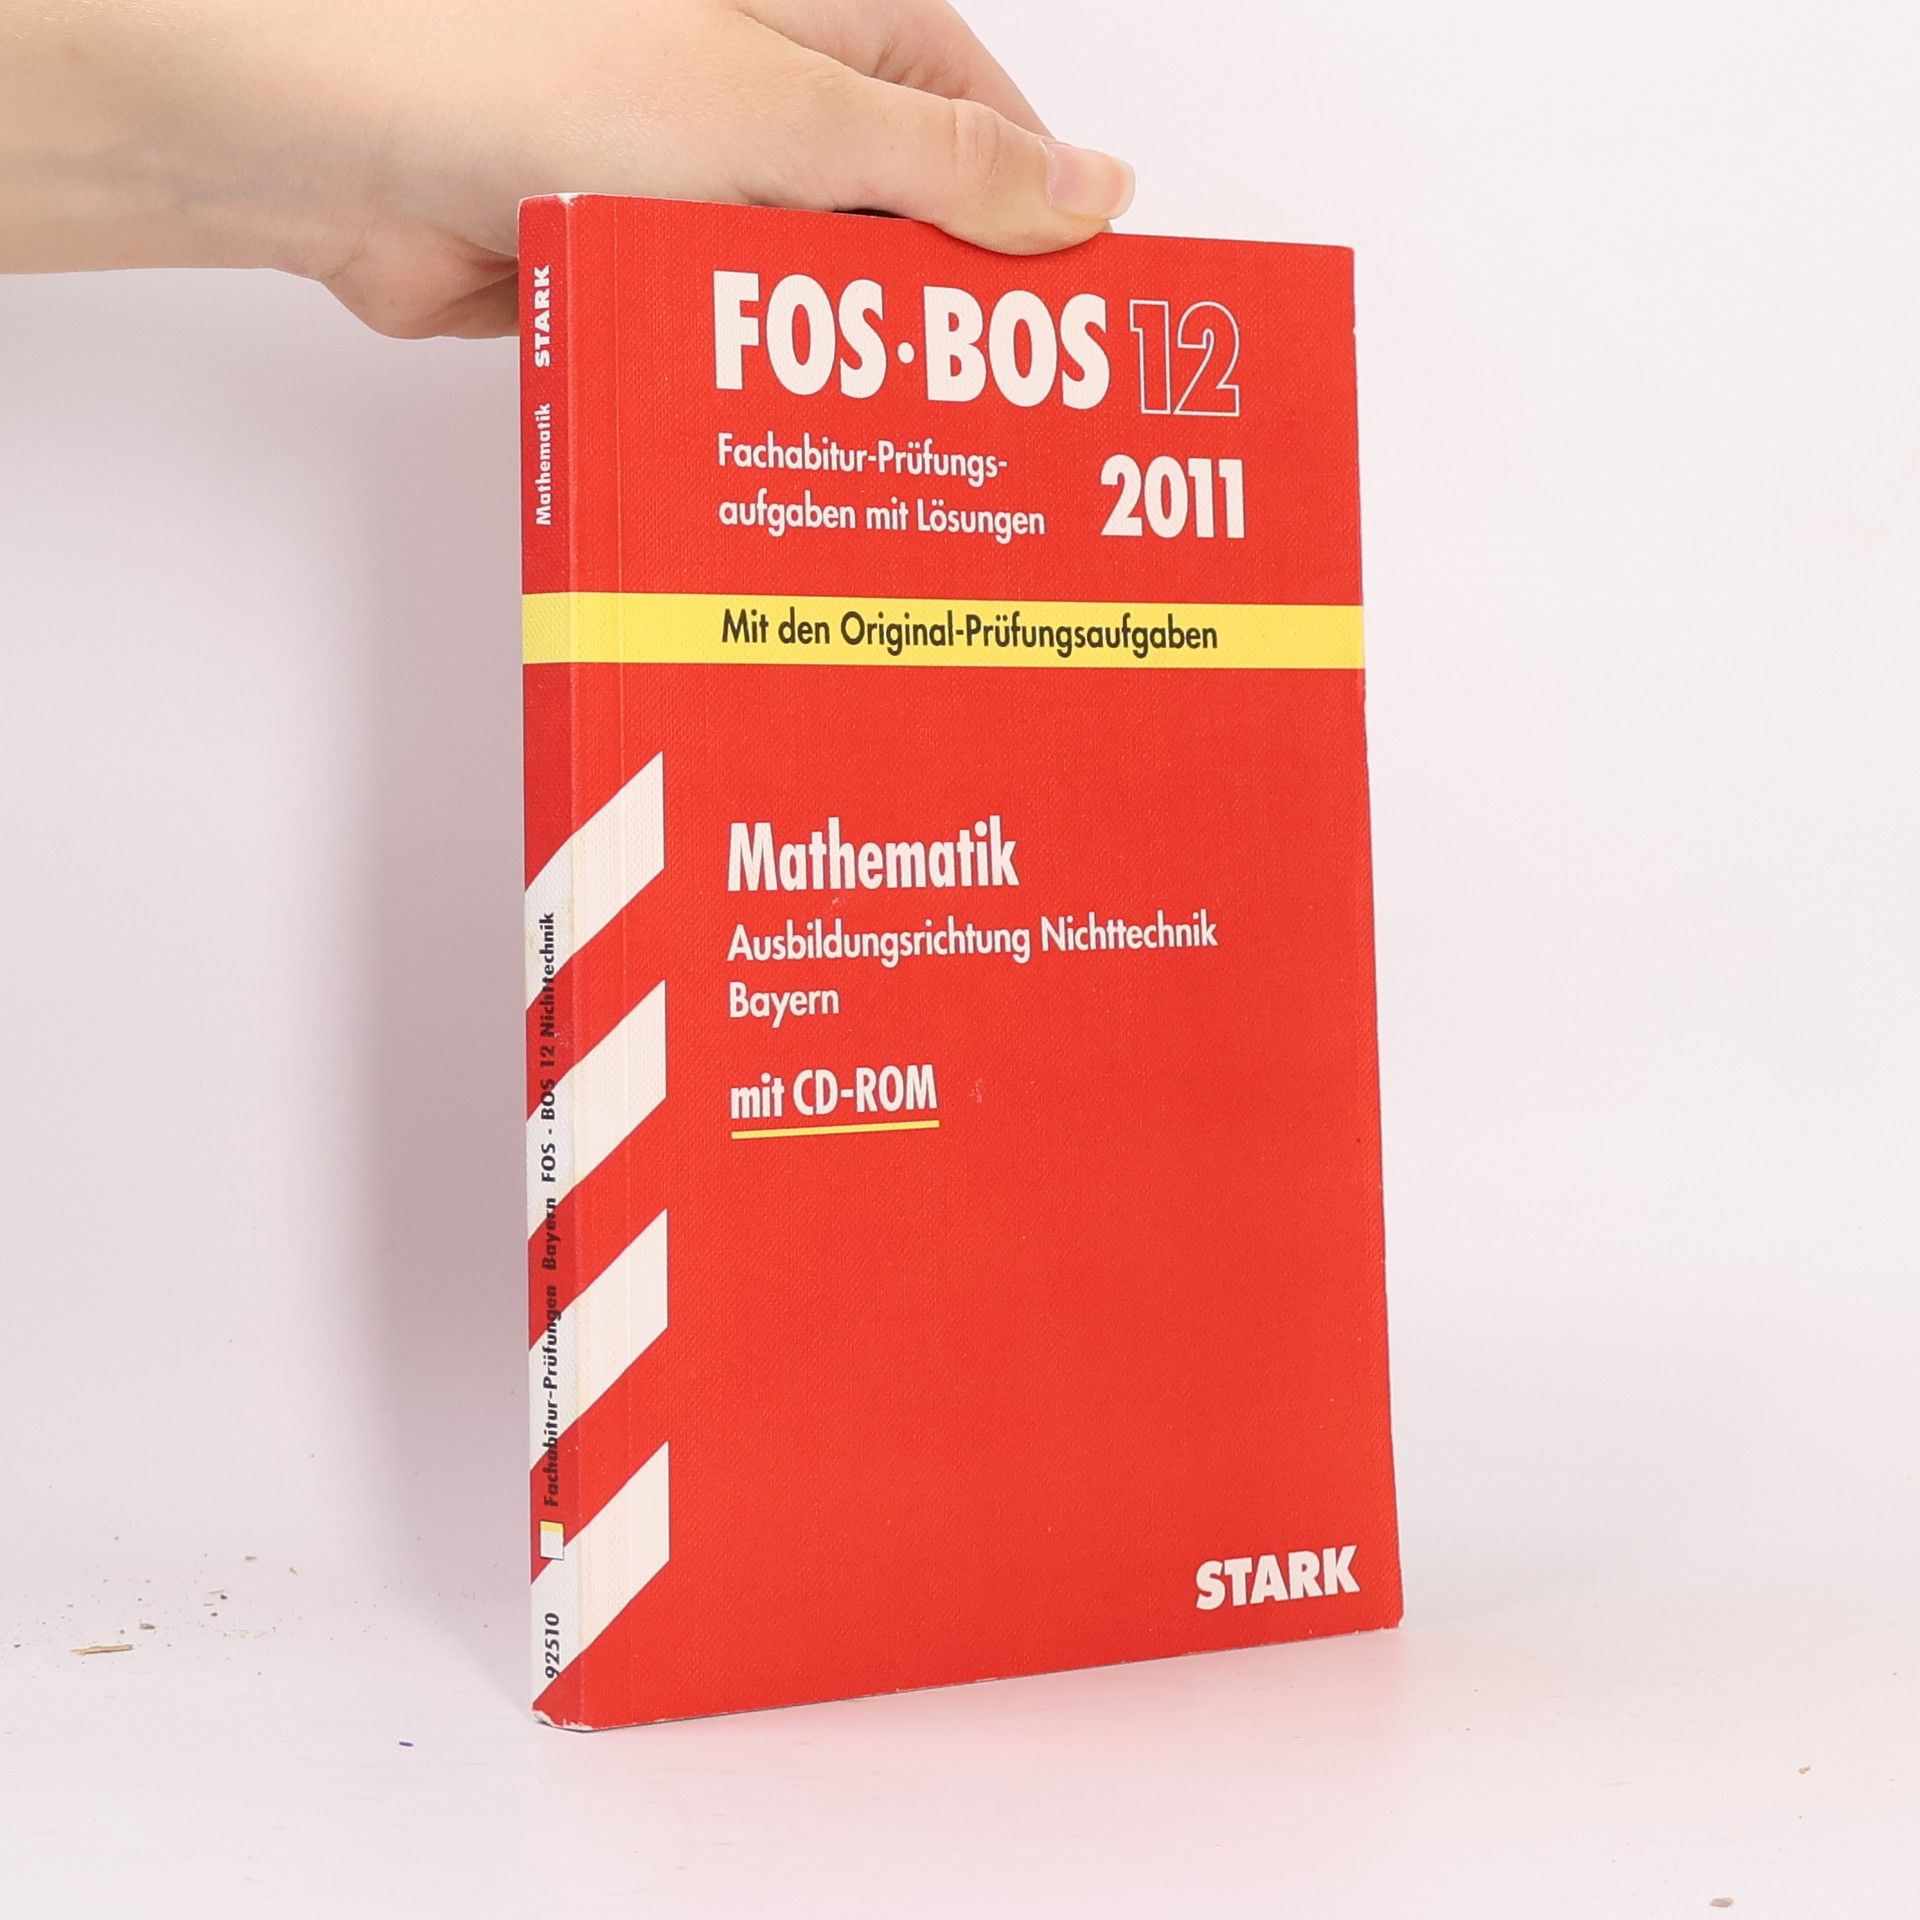 FOS·BOS 12
Fachabitur-Prüfungs-
aufgaben mit Lösungen
2011
Mit den Original-Prüfungsaufgaben
Mathematik
Ausbildungsrichtung Nichttechnik
Bayern
mit CD-ROM
STARK
92510 Fachabitur-Prüfungen Bayern FOS · BOS 12 Nichttechnik Mathematik STARK